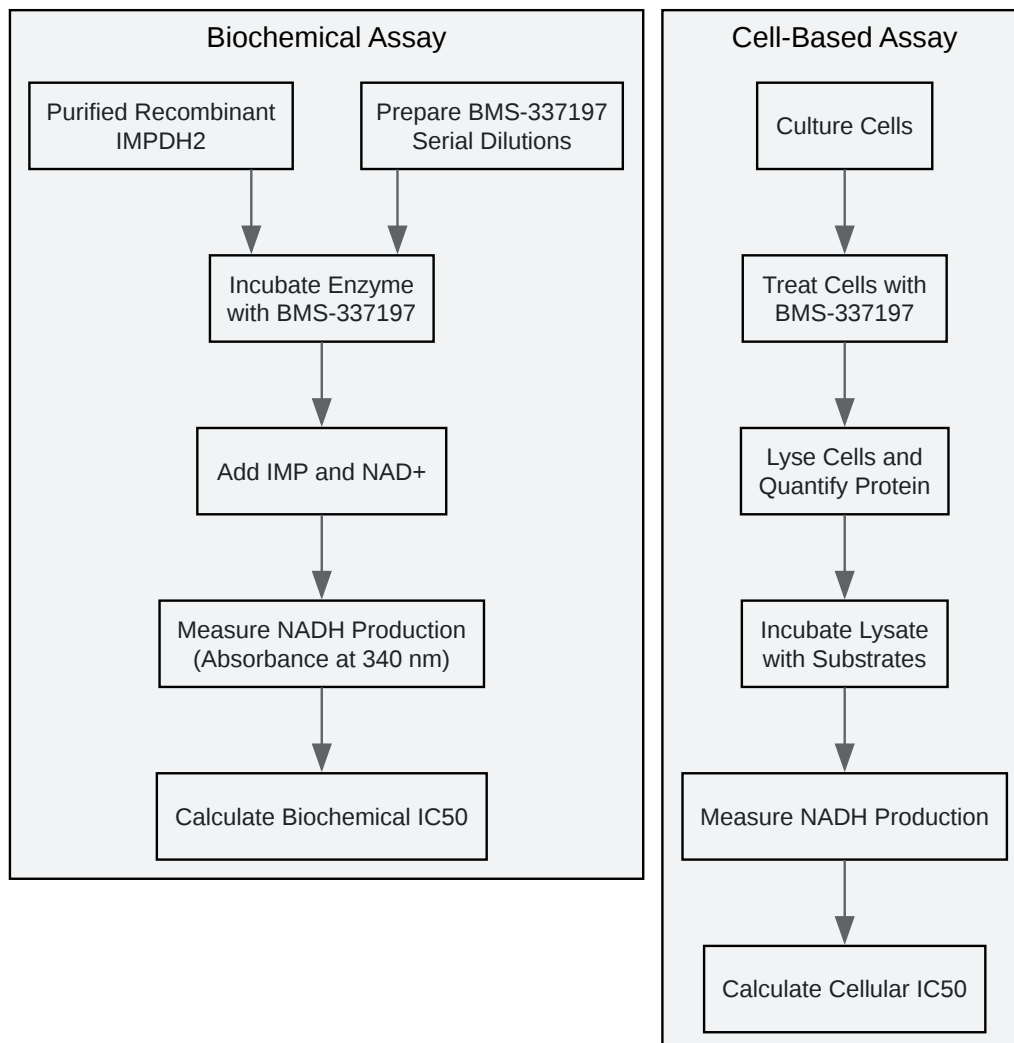 Biochemical Assay
Purified Recombinant
IMPDH2
Prepare BMS-337197
Serial Dilutions
Incubate Enzyme
with BMS-337197
Add IMP and NAD+
Measure NADH Production
(Absorbance at 340 nm)
Calculate Biochemical IC50
Cell-Based Assay
Culture Cells
Treat Cells with
BMS-337197
Lyse Cells and
Quantify Protein
Incubate Lysate
with Substrates
Measure NADH Production
Calculate Cellular IC50